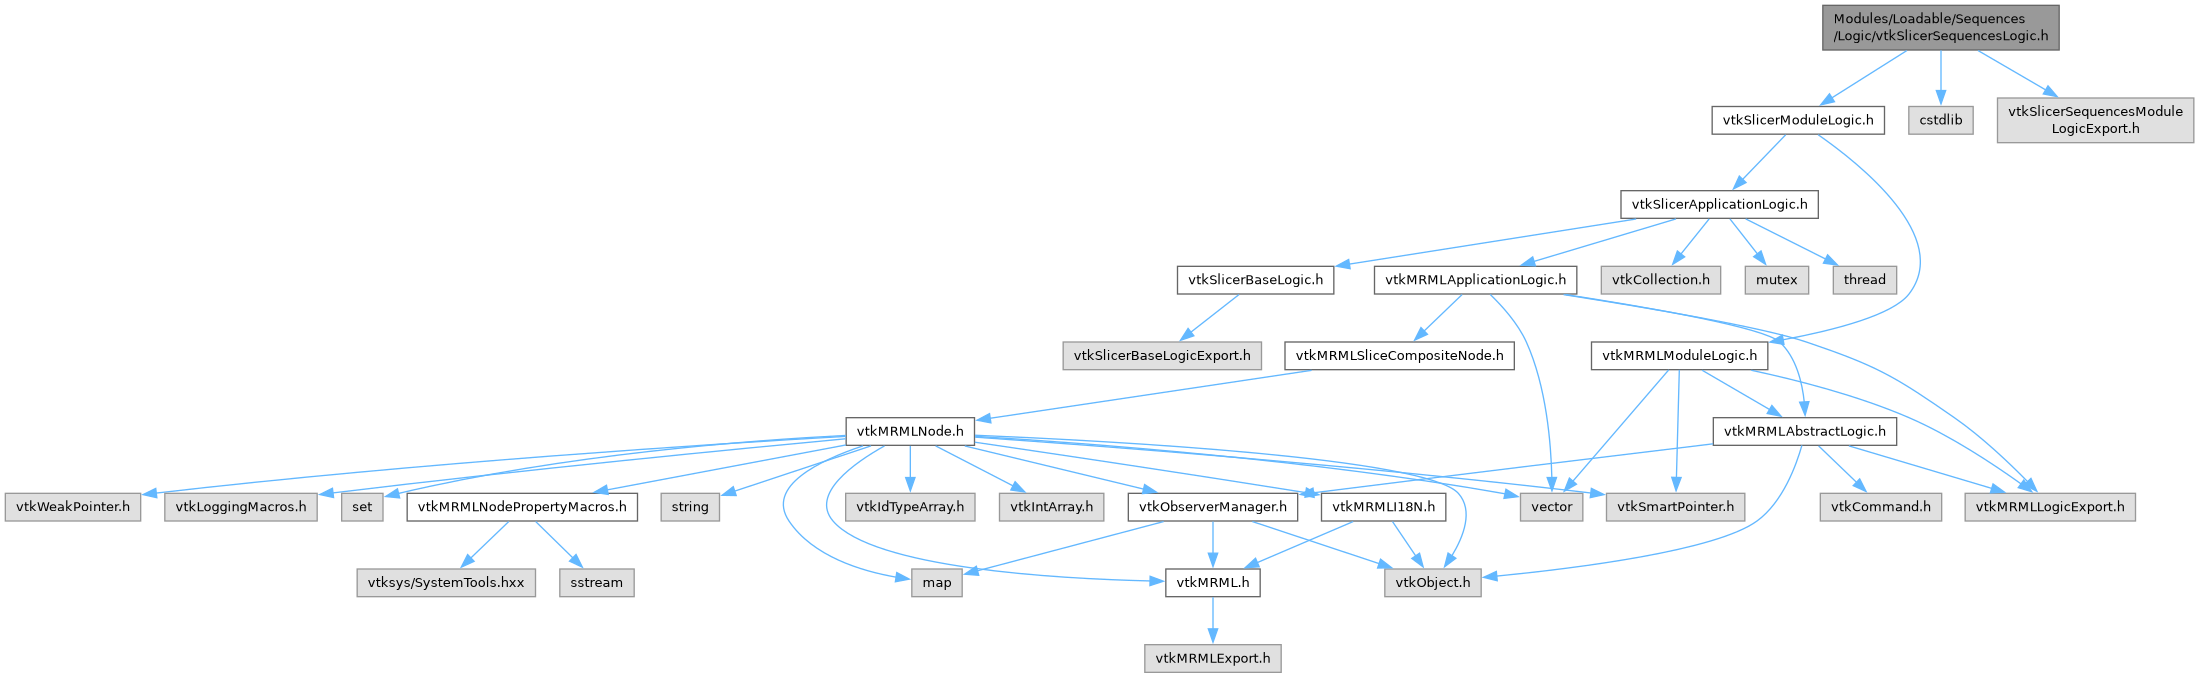 Modules/Loadable/Sequences
/Logic/vtkSlicerSequencesLogic.h
vtkSlicerModuleLogic.h
cstdlib
vtkSlicerSequencesModule
LogicExport.h
vtkSlicerApplicationLogic.h
vtkSlicerBaseLogic.h
vtkMRMLApplicationLogic.h
vtkCollection.h
mutex
thread
vtkSlicerBaseLogicExport.h
vtkMRMLSliceCompositeNode.h
vtkMRMLModuleLogic.h
vtkMRMLNode.h
vtkMRMLAbstractLogic.h
vtkWeakPointer.h
vtkLoggingMacros.h
set
vtkMRMLNodePropertyMacros.h
string
vtkIdTypeArray.h
vtkIntArray.h
vtkObserverManager.h
vtkMRMLI18N.h
vector
vtkSmartPointer.h
vtkCommand.h
vtkMRMLLogicExport.h
vtksys/SystemTools.hxx
sstream
map
vtkMRML.h
vtkObject.h
vtkMRMLExport.h